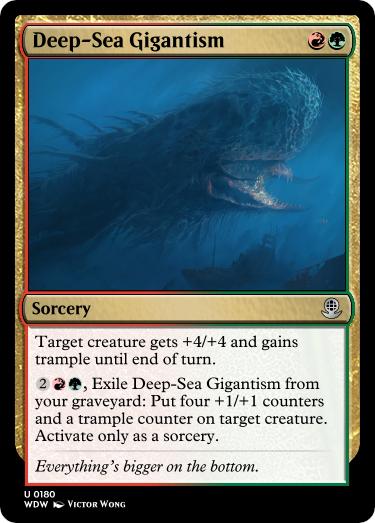 Deep-Sea Gigantism
Sorcery
Target creature gets +4/+4 and gains
trample until end of turn.
2, Exile Deep-Sea Gigantism from
your graveyard: Put four +1/+1 counters
and a trample counter on target creature.
Activate only as a sorcery.
Everything's bigger on the bottom.
U 0180
WDW Victor Wong